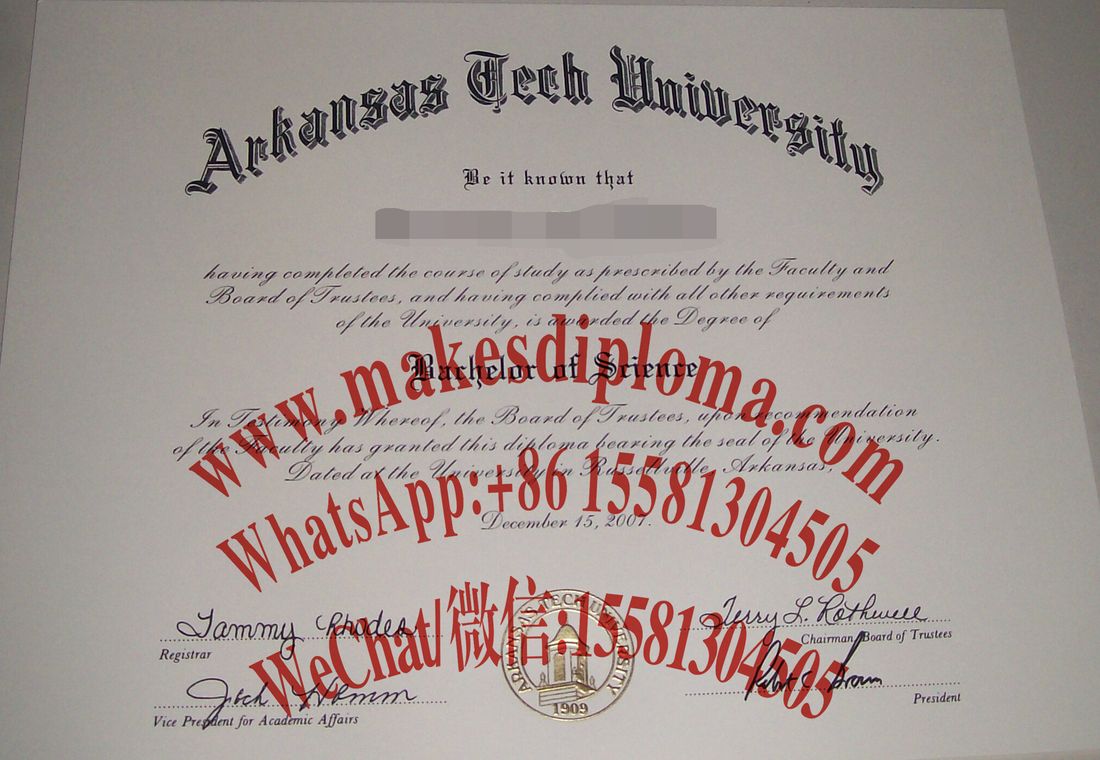 Arkansas Tech University
Be it known that
having completed the course of study as prescribed by the Faculty and
Board of Trustees, and having complied with all other requirements
of the University, is awarded the Degree of
Bachelor of Science
www.makesdiploma.com
In Testimony Whereof, the Board of Trustees, upon recommendation
of the Faculty has granted this diploma bearing the seal of the University.
Dated at the University in Russellville, Arkansas,
WhatsApp:+86 15581304505
December 15, 2007.
WeChat/微信:15581304505
ARKANSAS TECH UNIVERSITY
1909
Tammy Rhodes
Registrar
Terry L. Rothwell
Chairman, Board of Trustees
Jack Hamm
Vice President for Academic Affairs
Robert C. Brown
President